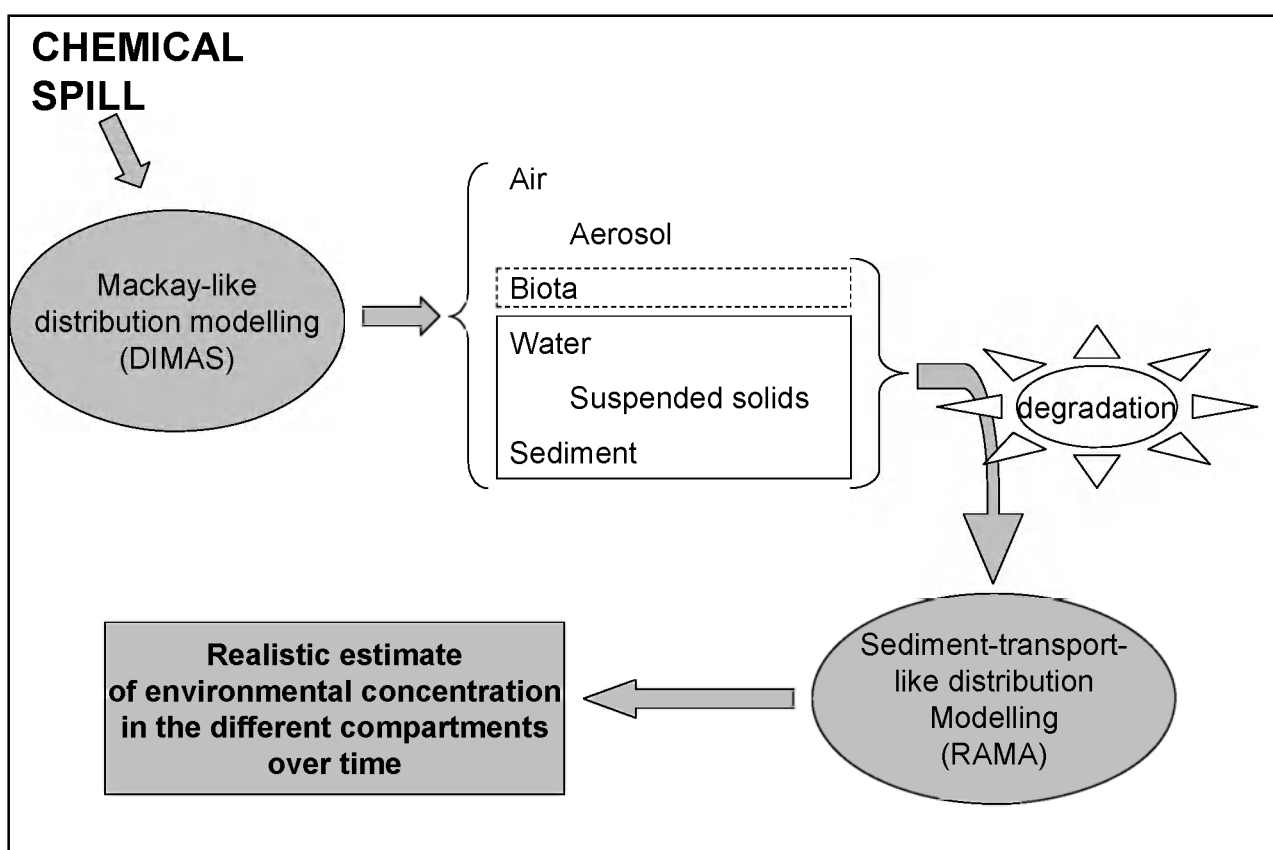 CHEMICAL
SPILL
Mackay-like
distribution modelling
(DIMAS)
Air
Aerosol
Biota
Water
Suspended solids
Sediment
degradation
Sediment-transport-
like distribution
Modelling
(RAMA)
Realistic estimate
of environmental concentration
in the different compartments
over time